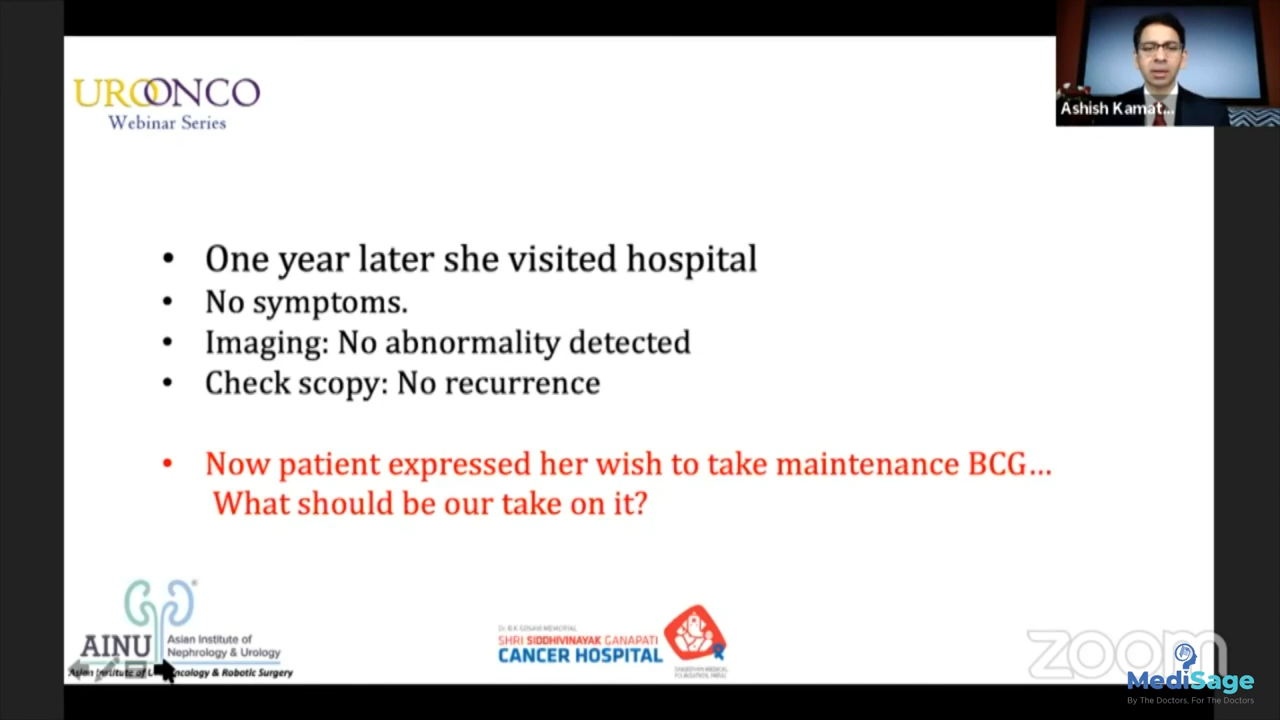 UROONCO
Webinar Series
Ashish Kamat...
• One year later she visited hospital
• No symptoms.
• Imaging: No abnormality detected
• Check scopy: No recurrence
• Now patient expressed her wish to take maintenance BCG...
What should be our take on it?
AINU
Asian Institute of
Nephrology & Urology
Oncology & Robotic Surgery
SHRI SIDDHIVINAYAK GANAPATI
CANCER HOSPITAL
zoom
MediSage
By The Doctors, For The Doctors